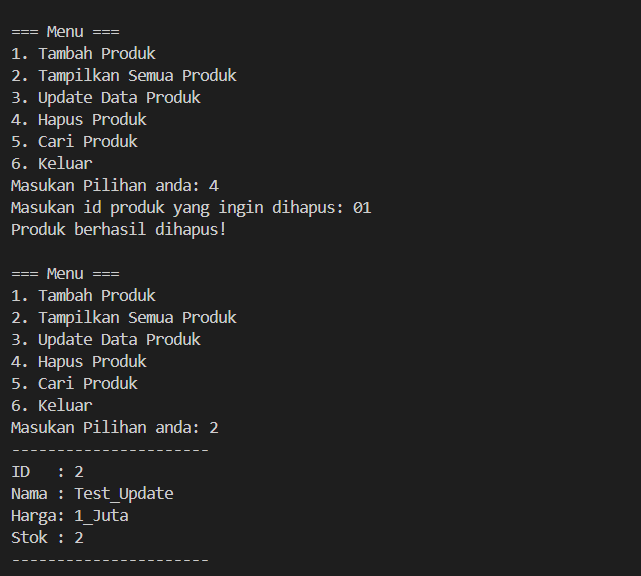 === Menu ===
1. Tambah Produk
2. Tampilkan Semua Produk
3. Update Data Produk
4. Hapus Produk
5. Cari Produk
6. Keluar
Masukan Pilihan anda: 4
Masukan id produk yang ingin dihapus: 01
Produk berhasil dihapus!
=== Menu ===
1. Tambah Produk
2. Tampilkan Semua Produk
3. Update Data Produk
4. Hapus Produk
5. Cari Produk
6. Keluar
Masukan Pilihan anda: 2
----------------------
ID   : 2
Nama : Test_Update
Harga: 1_Juta
Stok : 2
----------------------